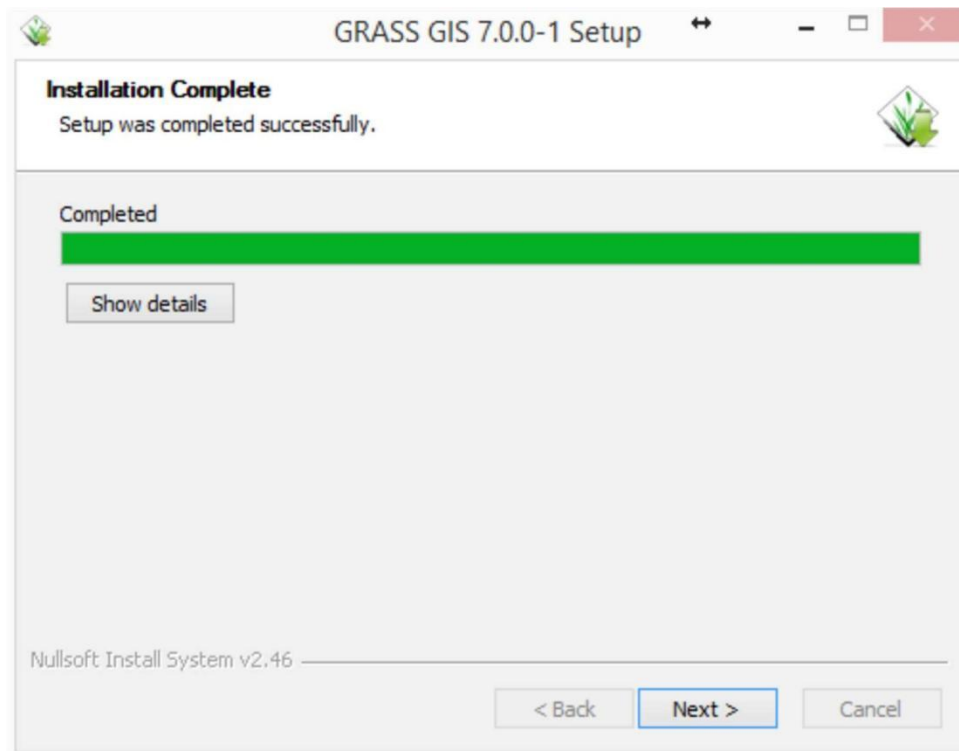 GRASS GIS 7.0.0-1 Setup
Installation Complete
Setup was completed successfully.
Completed
Show details
Nullsoft Install System v2.46
< Back Next > Cancel